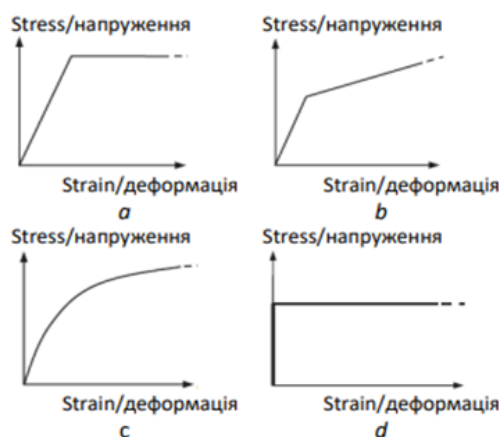 Stress/напруження
Stress/напруження
Strain/деформація
Strain/деформація
a
b
Stress/напруження
Stress/напруження
Strain/деформація
Strain/деформація
c
d